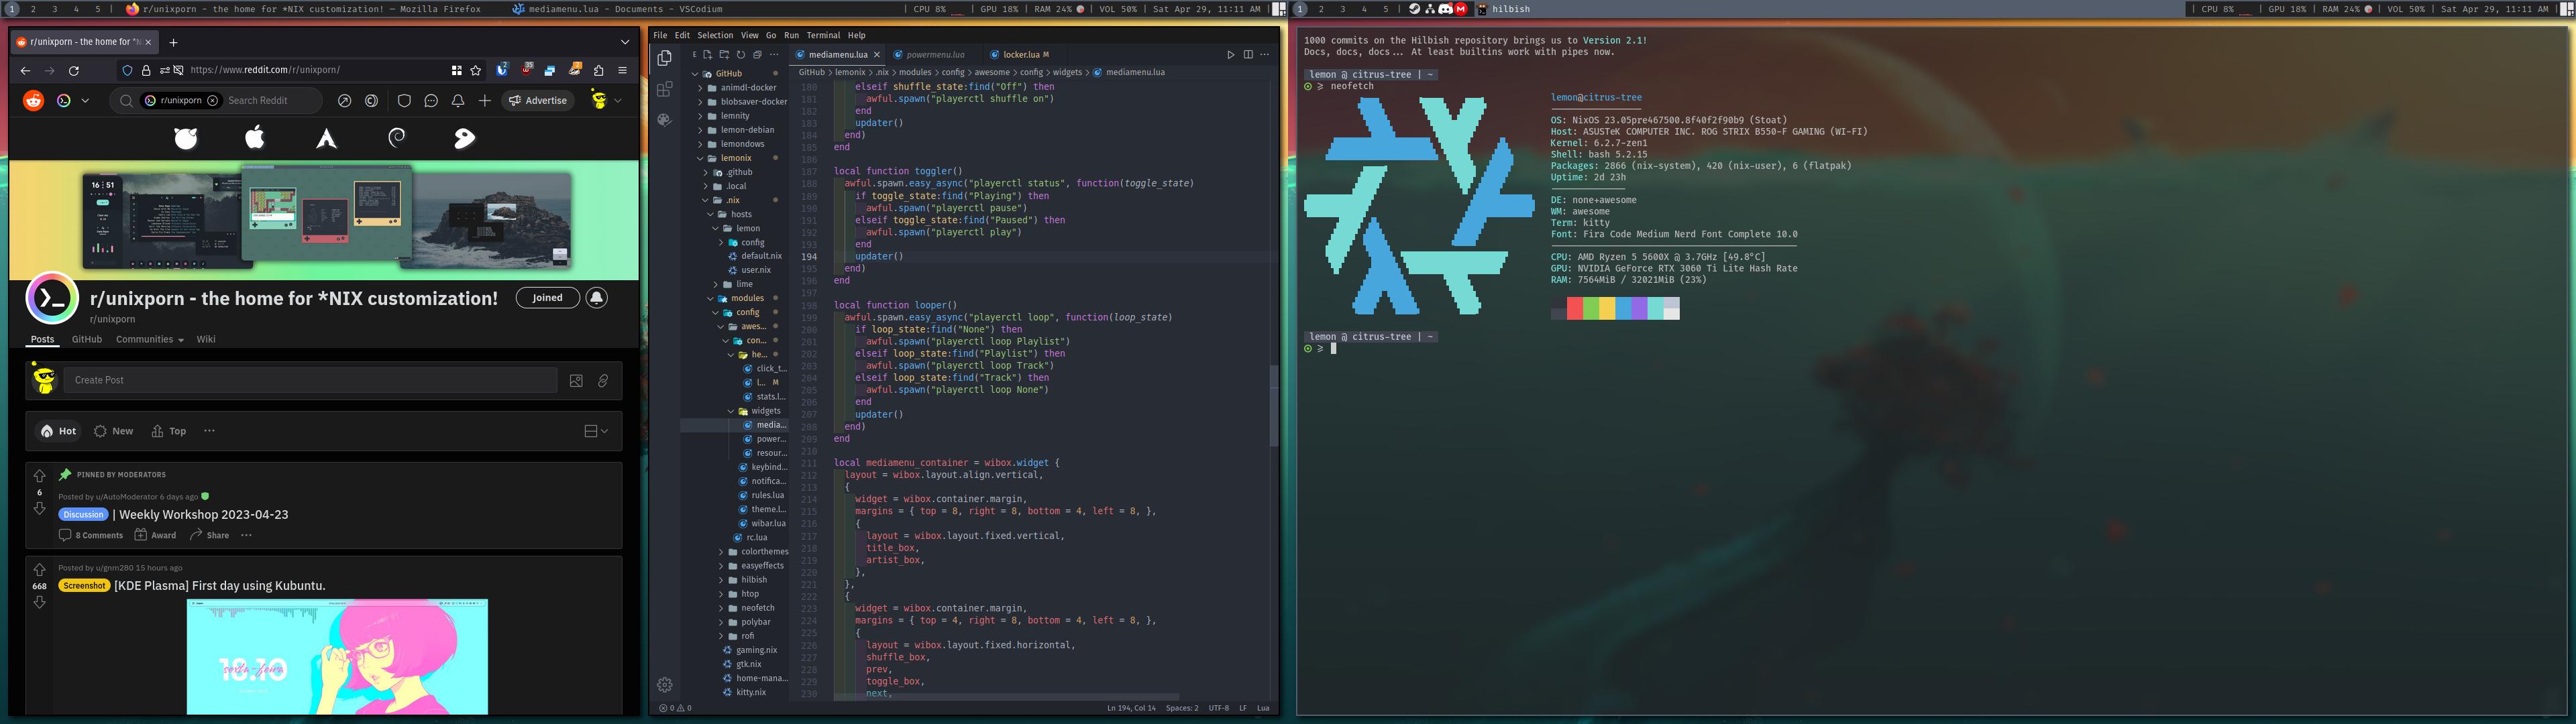 1 2 3 4 5 | r/unixporn - the home for *NIX customization! — Mozilla Firefox
mediamenu.lua - Documents - VSCodium
| CPU 8% | GPU 18% | RAM 24% | VOL 50% | Sat Apr 29, 11:11 AM |
1 2 3 4 5 | hilbish
| CPU 8% | GPU 18% | RAM 24% | VOL 50% | Sat Apr 29, 11:11 AM |
r/unixporn - the home for *N
https://www.reddit.com/r/unixporn/
2 35 2
r/unixporn Search Reddit
Advertise
16 51
r/unixporn - the home for *NIX customization!
Joined
r/unixporn
Posts GitHub Communities Wiki
Create Post
Hot New Top
PINNED BY MODERATORS
6
Posted by u/AutoModerator 6 days ago
Discussion | Weekly Workshop 2023-04-23
8 Comments Award Share
Posted by u/gnm280 15 hours ago
668
Screenshot [KDE Plasma] First day using Kubuntu.
18.10
File Edit Selection View Go Run Terminal Help
E
GitHub
animdl-docker
blobsaver-docker
lemnity
lemon-debian
lemondows
lemonix
.github
.local
.nix
hosts
lemon
config
default.nix
user.nix
lime
modules
config
awes...
con...
he...
click_t...
l... M
stats.l...
widgets
media...
power...
resour...
keybind...
notifica...
rules.lua
theme.l...
wibar.lua
rc.lua
colorthemes
easyeffects
hilbish
htop
neofetch
polybar
rofi
gaming.nix
gtk.nix
home-mana...
kitty.nix
mediamenu.lua powermenu.lua locker.lua M
GitHub > lemonix > .nix > modules > config > awesome > config > widgets > mediamenu.lua
180 elseif shuffle_state:find("Off") then
181 awful.spawn("playerctl shuffle on")
182 end
183 updater()
184 end)
185 end
186
187 local function toggler()
188 awful.spawn.easy_async("playerctl status", function(toggle_state)
189 if toggle_state:find("Playing") then
190 awful.spawn("playerctl pause")
191 elseif toggle_state:find("Paused") then
192 awful.spawn("playerctl play")
193 end
194 updater()
195 end)
196 end
197
198 local function looper()
199 awful.spawn.easy_async("playerctl loop", function(loop_state)
200 if loop_state:find("None") then
201 awful.spawn("playerctl loop Playlist")
202 elseif loop_state:find("Playlist") then
203 awful.spawn("playerctl loop Track")
204 elseif loop_state:find("Track") then
205 awful.spawn("playerctl loop None")
206 end
207 updater()
208 end)
209 end
210
211 local mediamenu_container = wibox.widget {
212 layout = wibox.layout.align.vertical,
213 {
214 widget = wibox.container.margin,
215 margins = { top = 8, right = 8, bottom = 4, left = 8, },
216 {
217 layout = wibox.layout.fixed.vertical,
218 title_box,
219 artist_box,
220 },
221 },
222 {
223 widget = wibox.container.margin,
224 margins = { top = 4, right = 8, bottom = 4, left = 8, },
225 {
226 layout = wibox.layout.fixed.horizontal,
227 shuffle_box,
228 prev,
229 toggle_box,
230 next,
0 0
Ln 194, Col 14 Spaces: 2 UTF-8 LF Lua
1000 commits on the Hilbish repository brings us to Version 2.1!
Docs, docs, docs... At least builtins work with pipes now.
lemon @ citrus-tree | ~
neofetch
lemon@citrus-tree
OS: NixOS 23.05pre467500.8f40f2f90b9 (Stoat)
Host: ASUSTeK COMPUTER INC. ROG STRIX B550-F GAMING (WI-FI)
Kernel: 6.2.7-zen1
Shell: bash 5.2.15
Packages: 2866 (nix-system), 420 (nix-user), 6 (flatpak)
Uptime: 2d 23h
DE: none+awesome
WM: awesome
Term: kitty
Font: Fira Code Medium Nerd Font Complete 10.0
CPU: AMD Ryzen 5 5600X @ 3.7GHz [49.8°C]
GPU: NVIDIA GeForce RTX 3060 Ti Lite Hash Rate
RAM: 7564MiB / 32021MiB (23%)
lemon @ citrus-tree | ~